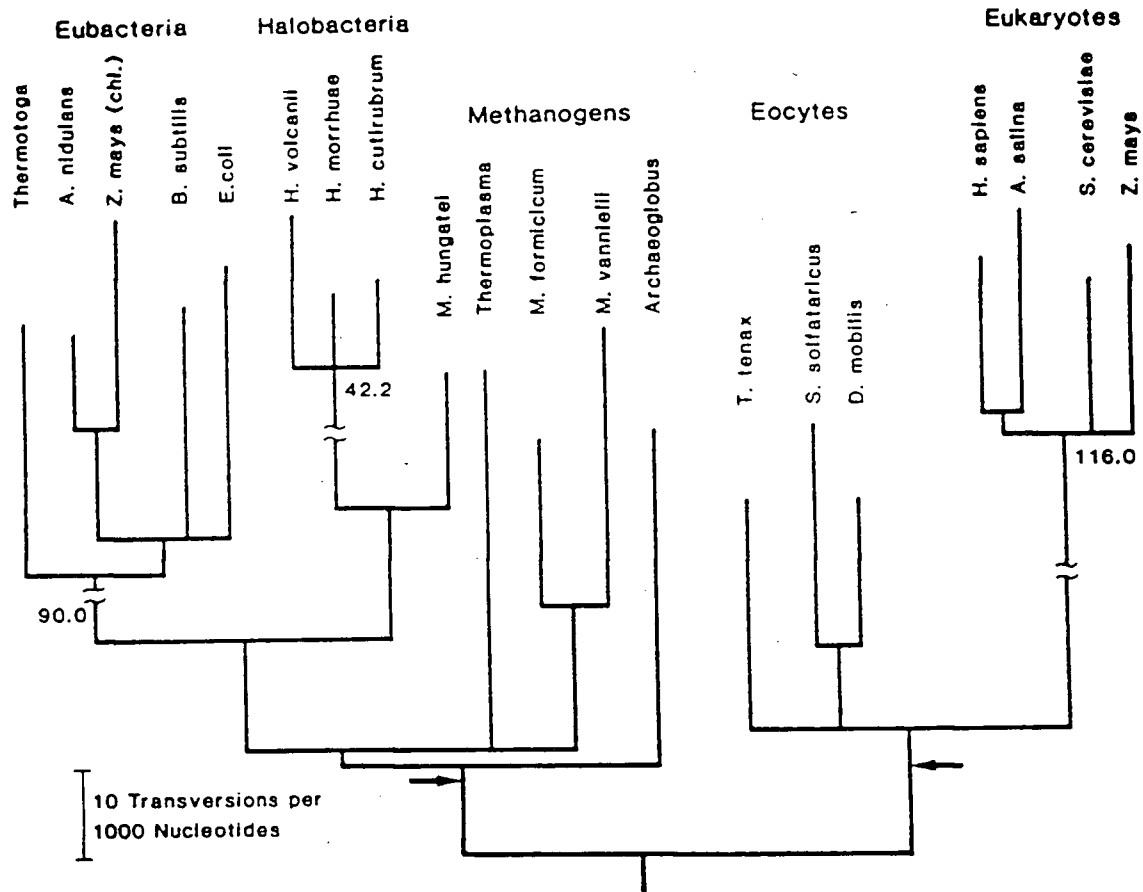 Eubacteria
Halobacteria
Eukaryotes
Methanogens
Eocytes
Thermotoga
A. nidulans
Z. mays (chl.)
B. subtilis
E.coli
H. volcanii
H. morrhuae
H. cutirubrum
M. hungatei
Thermoplasma
M. formicicum
M. vannielii
Archaeoglobus
T. tenax
S. solfataricus
D. mobilis
H. sapiens
A. salina
S. cerevisiae
Z. mays
42.2
116.0
90.0
10 Transversions per
1000 Nucleotides